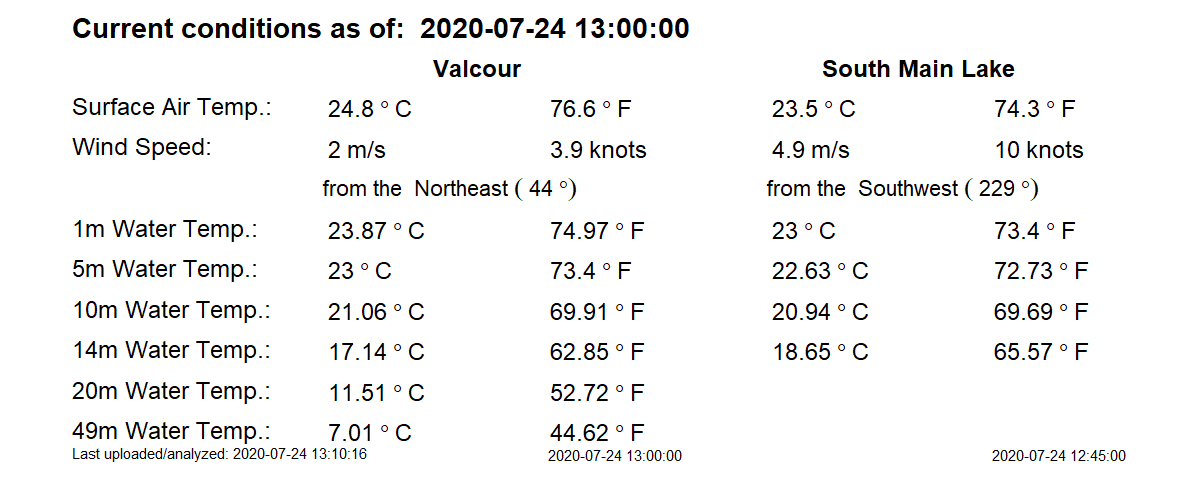 Current conditions as of: 2020-07-24 13:00:00
Valcour South Main Lake
Surface Air Temp.: 24.8 ° C 76.6 ° F 23.5 ° C 74.3 ° F
Wind Speed: 2 m/s 3.9 knots 4.9 m/s 10 knots
from the Northeast ( 44 °) from the Southwest ( 229 °)
1m Water Temp.: 23.87 ° C 74.97 ° F 23 ° C 73.4 ° F
5m Water Temp.: 23 ° C 73.4 ° F 22.63 ° C 72.73 ° F
10m Water Temp.: 21.06 ° C 69.91 ° F 20.94 ° C 69.69 ° F
14m Water Temp.: 17.14 ° C 62.85 ° F 18.65 ° C 65.57 ° F
20m Water Temp.: 11.51 ° C 52.72 ° F
49m Water Temp.: 7.01 ° C 44.62 ° F
Last uploaded/analyzed: 2020-07-24 13:10:16 2020-07-24 13:00:00 2020-07-24 12:45:00